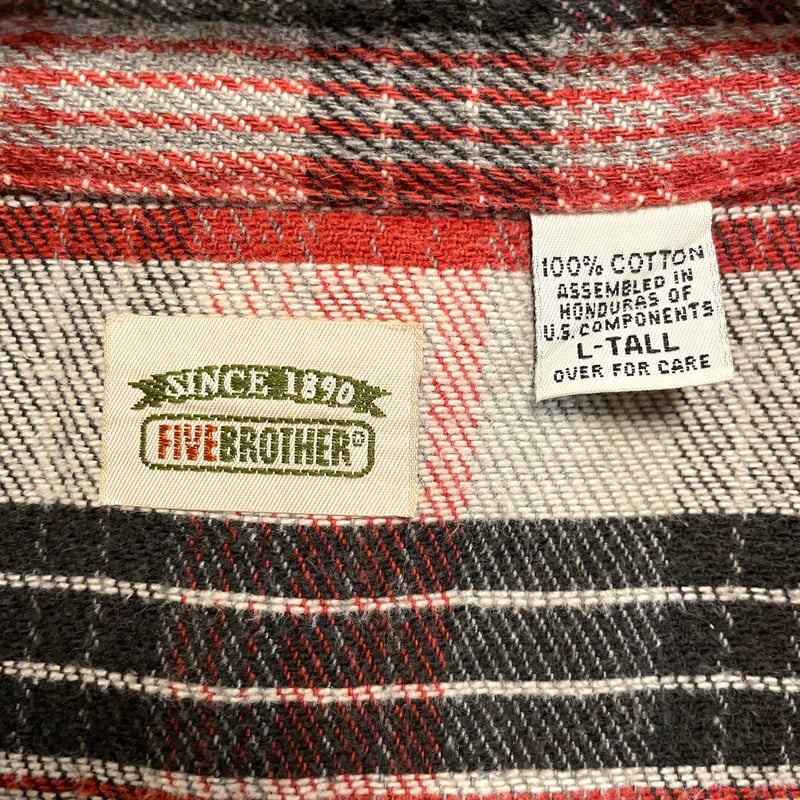 SINCE 1890
FIVEBROTHER®
100% COTTON
ASSEMBLED IN
HONDURAS OF
U.S. COMPONENTS
L-TALL
OVER FOR CARE